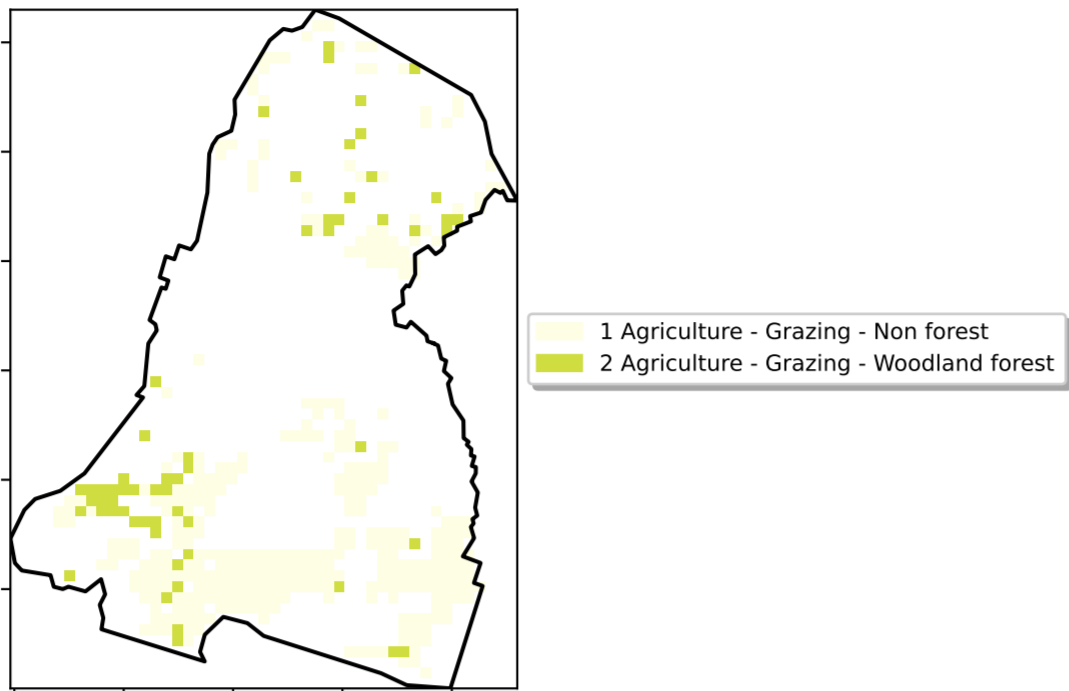 1 Agriculture - Grazing - Non forest
2 Agriculture - Grazing - Woodland forest